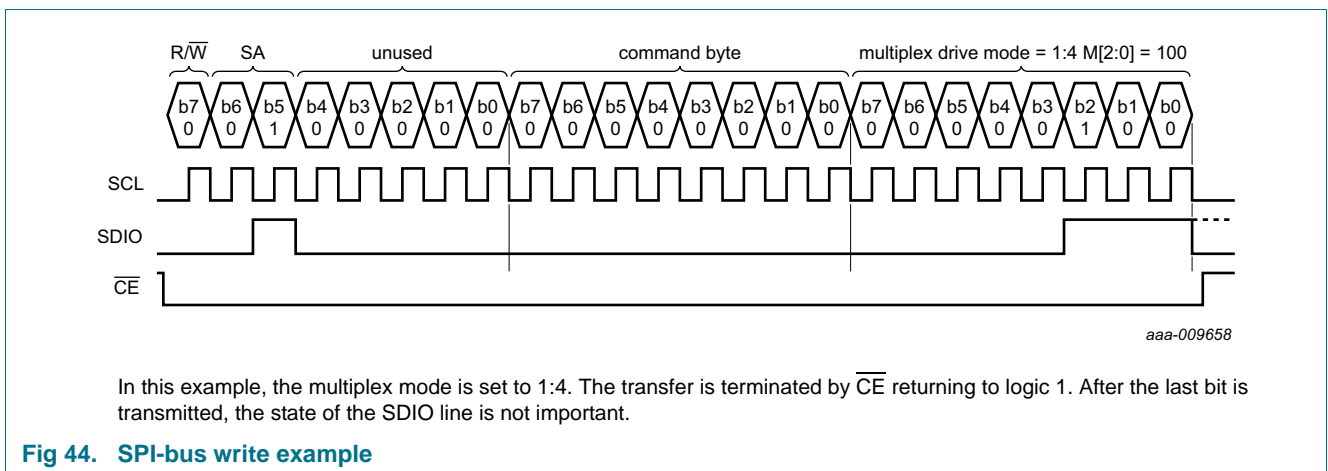 R/W SA unused command byte multiplex drive mode = 1:4 M[2:0] = 100
b7 b6 b5 b4 b3 b2 b1 b0 b7 b6 b5 b4 b3 b2 b1 b0 b7 b6 b5 b4 b3 b2 b1 b0
0 0 1 0 0 0 0 0 0 0 0 0 0 0 0 0 0 0 0 0 0 1 0 0
SCL
SDIO
CE
aaa-009658
In this example, the multiplex mode is set to 1:4. The transfer is terminated by CE returning to logic 1. After the last bit is
transmitted, the state of the SDIO line is not important.
Fig 44. SPI-bus write example